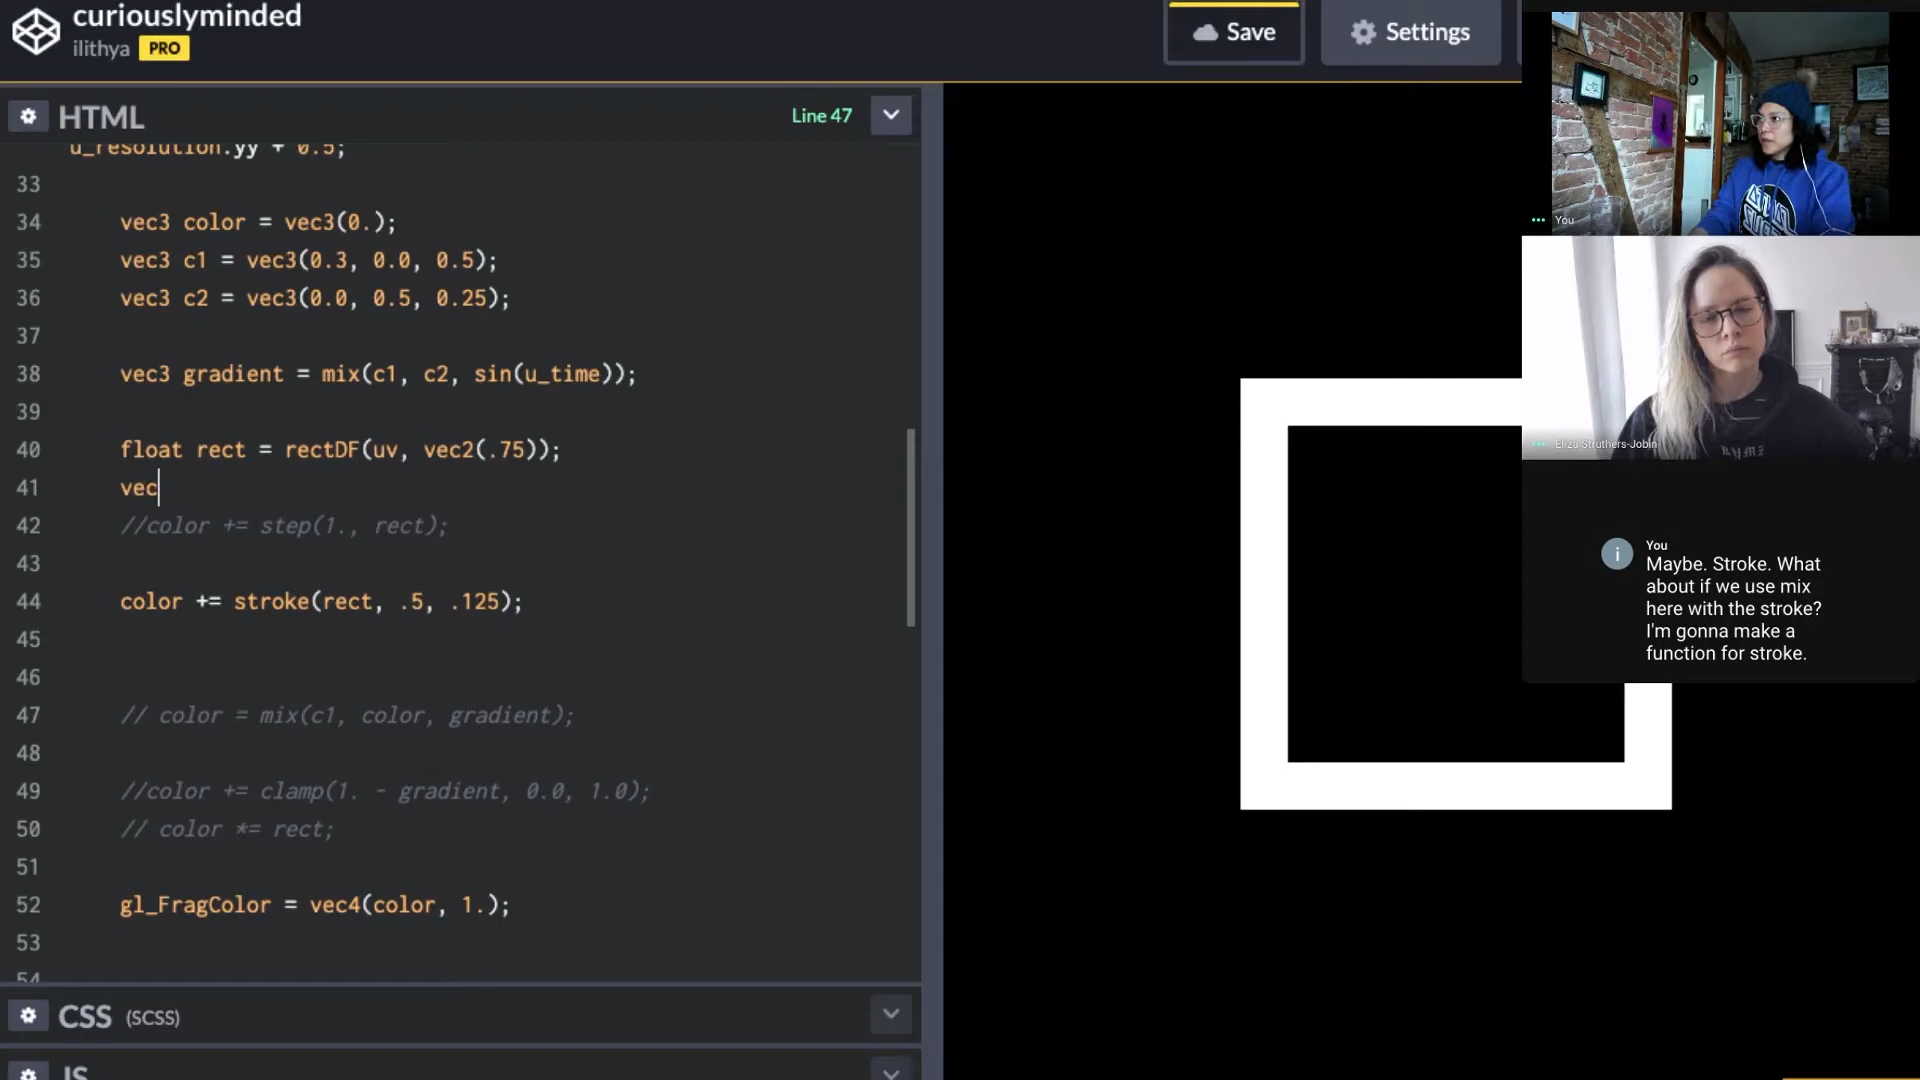 curiouslyminded
ilithya PRO
Save
Settings
HTML
Line 47
u_resolution.yy + 0.5;
33
34 vec3 color = vec3(0.);
35 vec3 c1 = vec3(0.3, 0.0, 0.5);
36 vec3 c2 = vec3(0.0, 0.5, 0.25);
37
38 vec3 gradient = mix(c1, c2, sin(u_time));
39
40 float rect = rectDF(uv, vec2(.75));
41 vec
42 //color += step(1., rect);
43
44 color += stroke(rect, .5, .125);
45
46
47 // color = mix(c1, color, gradient);
48
49 //color += clamp(1. - gradient, 0.0, 1.0);
50 // color *= rect;
51
52 gl_FragColor = vec4(color, 1.);
53
54
CSS (SCSS)
JS
You
Eliza Struthers-Jobin
i
You
Maybe. Stroke. What
about if we use mix
here with the stroke?
I'm gonna make a
function for stroke.